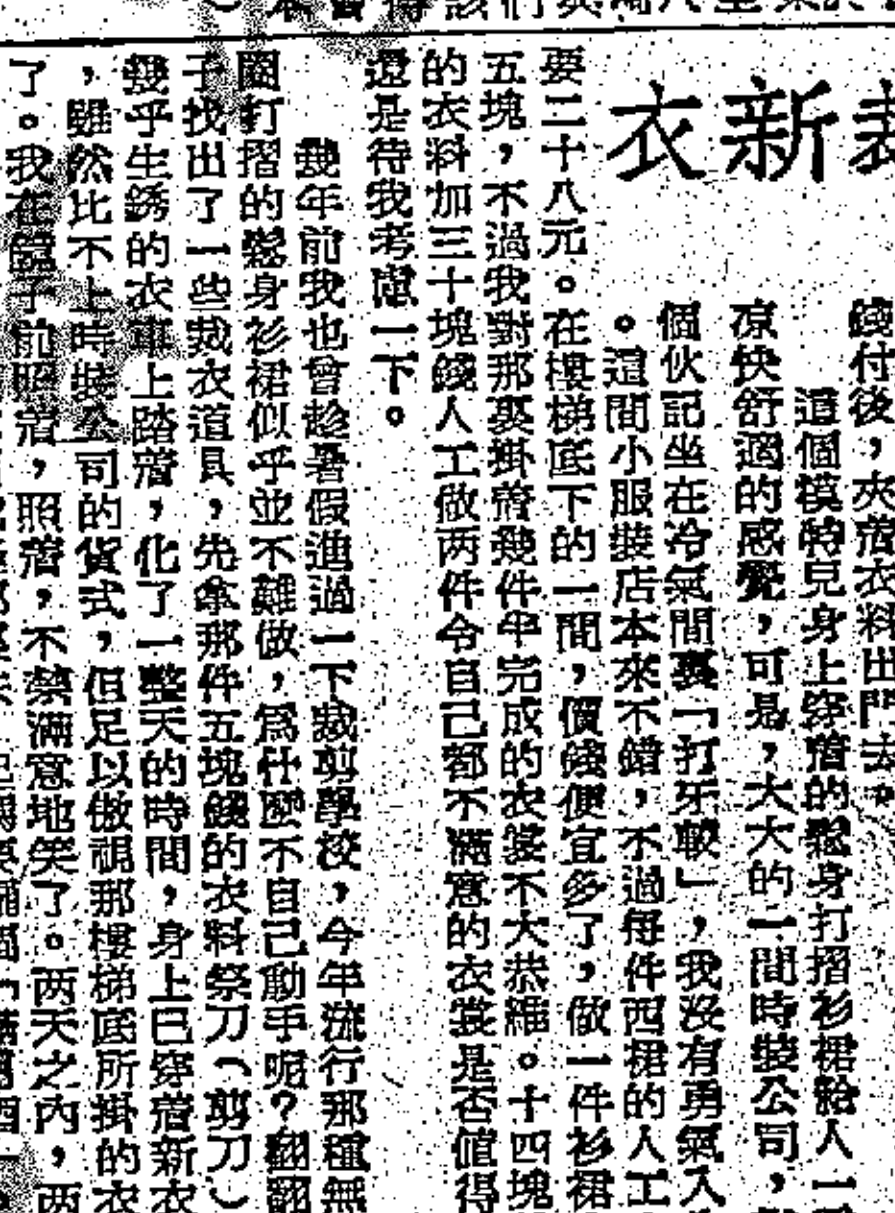 衣新裁
錢付後，夾着衣料出門去。
這個模特兒身上穿着的鬆身打摺衫裙給人一
凉快舒適的感覺，可是，大大的一間時裝公司，
個伙記坐在冷氣間裏「打牙較」，我沒有勇氣入
。這間小服裝店本來不錯，不過每件西裙的人工
要二十八元。在樓梯底下的一間，價錢便宜多了，做一件衫裙
五塊，不過我對那裏掛着幾件半完成的衣裳不大恭維。十四塊
的衣料加三十塊錢人工做两件令自己都不滿意的衣裳是否值得
還是待我考慮一下。
幾年前我也曾趁暑假進過一下裁剪學校，今年流行那種無
圈打摺的鬆身衫裙似乎並不難做，爲什麽不自己動手呢？翻翻
子找出了一些裁衣道具，先拿那件五塊錢的衣料祭刀（剪刀）
幾乎生銹的衣車上踏着，化了一整天的時間，身上已穿着新衣
，雖然比不上時裝公司的貨式，但足以傲視那樓梯底所掛的衣
了。我在鏡子前照着，照着，不禁滿意地笑了。两天之內，两